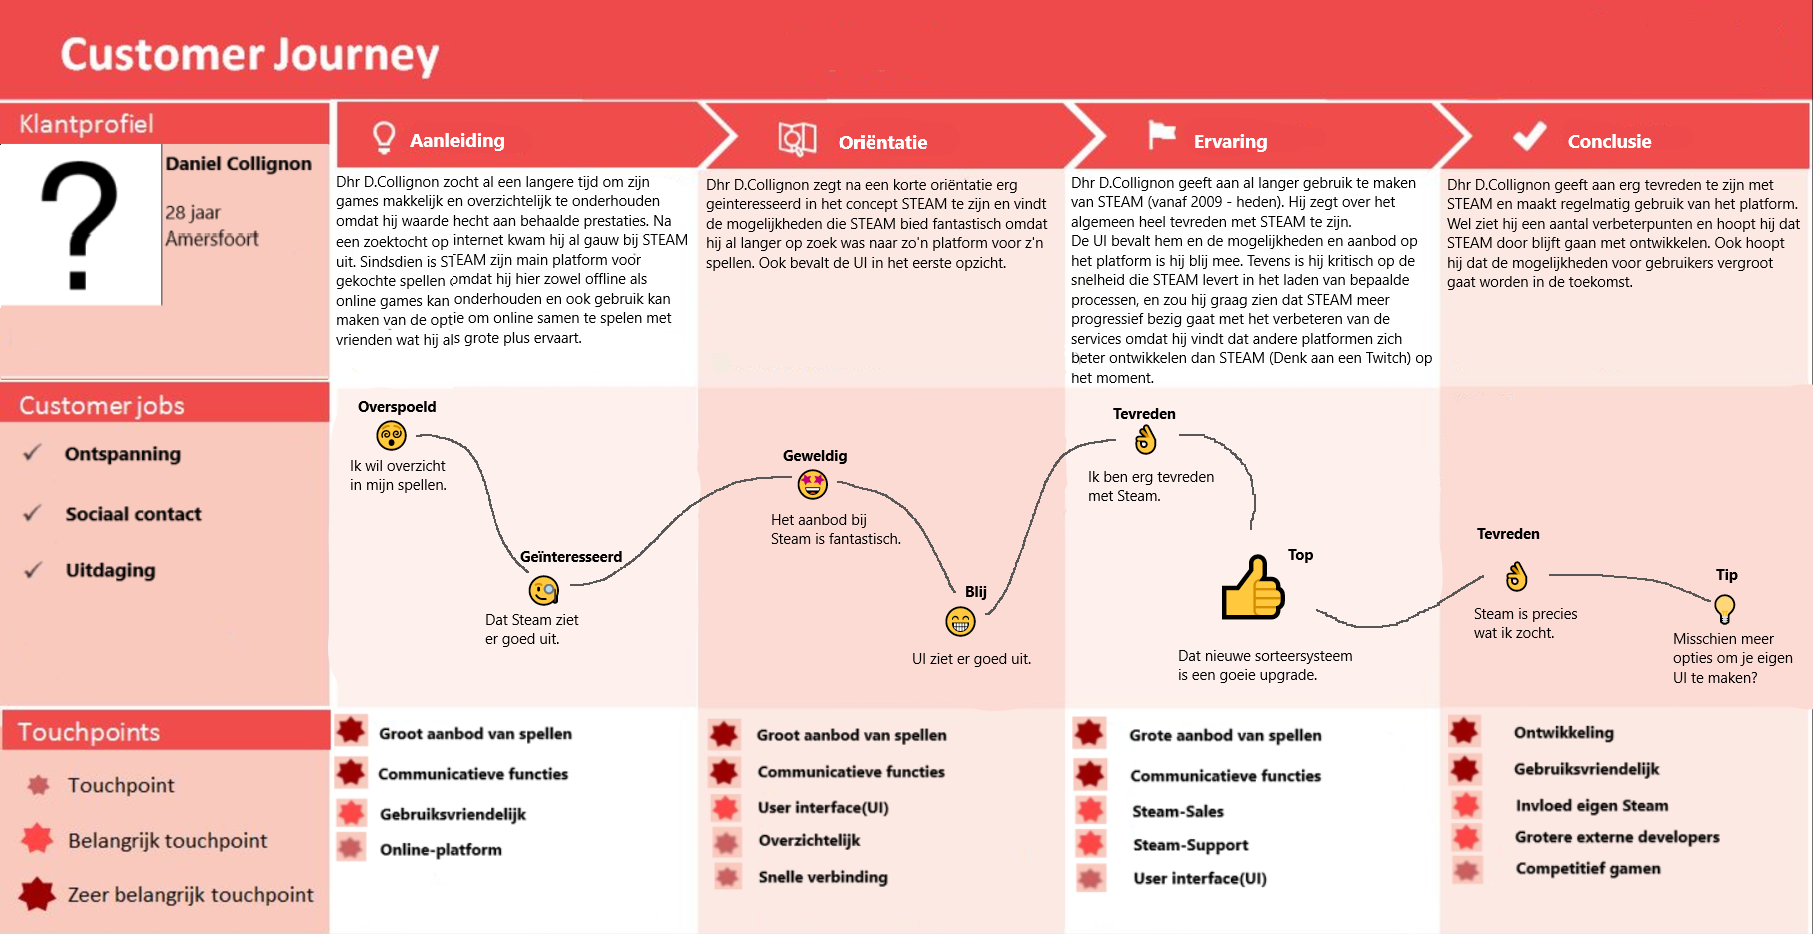 Customer Journey
Klantprofiel
Daniel Collignon
28 jaar
Amersfoort
Aanleiding
Dhr D.Collignon zocht al een langere tijd om zijn
games makkelijk en overzichtelijk te onderhouden
omdat hij waarde hecht aan behaalde prestaties. Na
een zoektocht op internet kwam hij al gauw bij STEAM
uit. Sindsdien is STEAM zijn main platform voor
gekochte spellen omdat hij hier zowel offline als
online games kan onderhouden en ook gebruik kan
maken van de optie om online samen te spelen met
vrienden wat hij als grote plus ervaart.
Oriëntatie
Dhr D.Collignon zegt na een korte oriëntatie erg
geinteresseerd in het concept STEAM te zijn en vindt
de mogelijkheden die STEAM bied fantastisch omdat
hij al langer op zoek was naar zo'n platform voor z'n
spellen. Ook bevalt de UI in het eerste opzicht.
Ervaring
Dhr D.Collignon geeft aan al langer gebruik te maken
van STEAM (vanaf 2009 - heden). Hij zegt over het
algemeen heel tevreden met STEAM te zijn.
De UI bevalt hem en de mogelijkheden en aanbod op
het platform is hij blij mee. Tevens is hij kritisch op de
snelheid die STEAM levert in het laden van bepaalde
processen, en zou hij graag zien dat STEAM meer
progressief bezig gaat met het verbeteren van de
services omdat hij vindt dat andere platformen zich
beter ontwikkelen dan STEAM (Denk aan een Twitch) op
het moment.
Conclusie
Dhr D.Collignon geeft aan erg tevreden te zijn met
STEAM en maakt regelmatig gebruik van het platform.
Wel ziet hij een aantal verbeterpunten en hoopt hij dat
STEAM door blijft gaan met ontwikkelen. Ook hoopt
hij dat de mogelijkheden voor gebruikers vergroot
gaat worden in de toekomst.
Customer jobs
Ontspanning
Sociaal contact
Uitdaging
Overspoeld
Ik wil overzicht
in mijn spellen.
Geïnteresseerd
Dat Steam ziet
er goed uit.
Geweldig
Het aanbod bij
Steam is fantastisch.
Blij
UI ziet er goed uit.
Tevreden
Ik ben erg tevreden
met Steam.
Top
Dat nieuwe sorteersysteem
is een goeie upgrade.
Tevreden
Steam is precies
wat ik zocht.
Tip
Misschien meer
opties om je eigen
UI te maken?
Touchpoints
Touchpoint
Belangrijk touchpoint
Zeer belangrijk touchpoint
Groot aanbod van spellen
Communicatieve functies
Gebruiksvriendelijk
Online-platform
Groot aanbod van spellen
Communicatieve functies
User interface(UI)
Overzichtelijk
Snelle verbinding
Grote aanbod van spellen
Communicatieve functies
Steam-Sales
Steam-Support
User interface(UI)
Ontwikkeling
Gebruiksvriendelijk
Invloed eigen Steam
Grotere externe developers
Competitief gamen